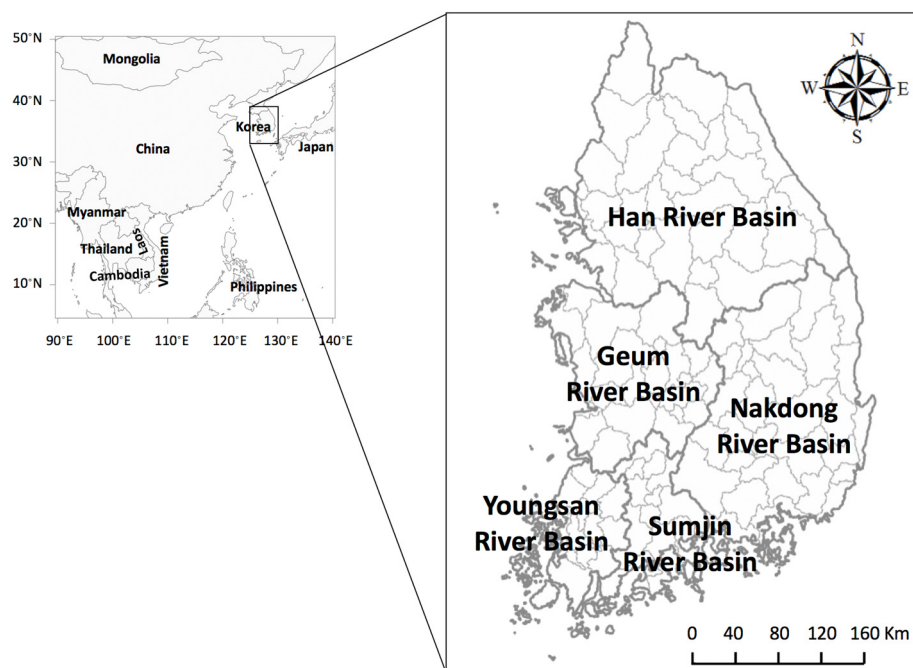 50°N
40°N
30°N
20°N
10°N
90°E
100°E
110°E
120°E
130°E
140°E
Mongolia
Korea
China
Japan
Myanmar
Laos
Thailand
Vietnam
Cambodia
Philippines
N
W
E
S
Han River Basin
Geum
River Basin
Nakdong
River Basin
Youngsan
River Basin
Sumjin
River Basin
0 40 80 120 160 Km